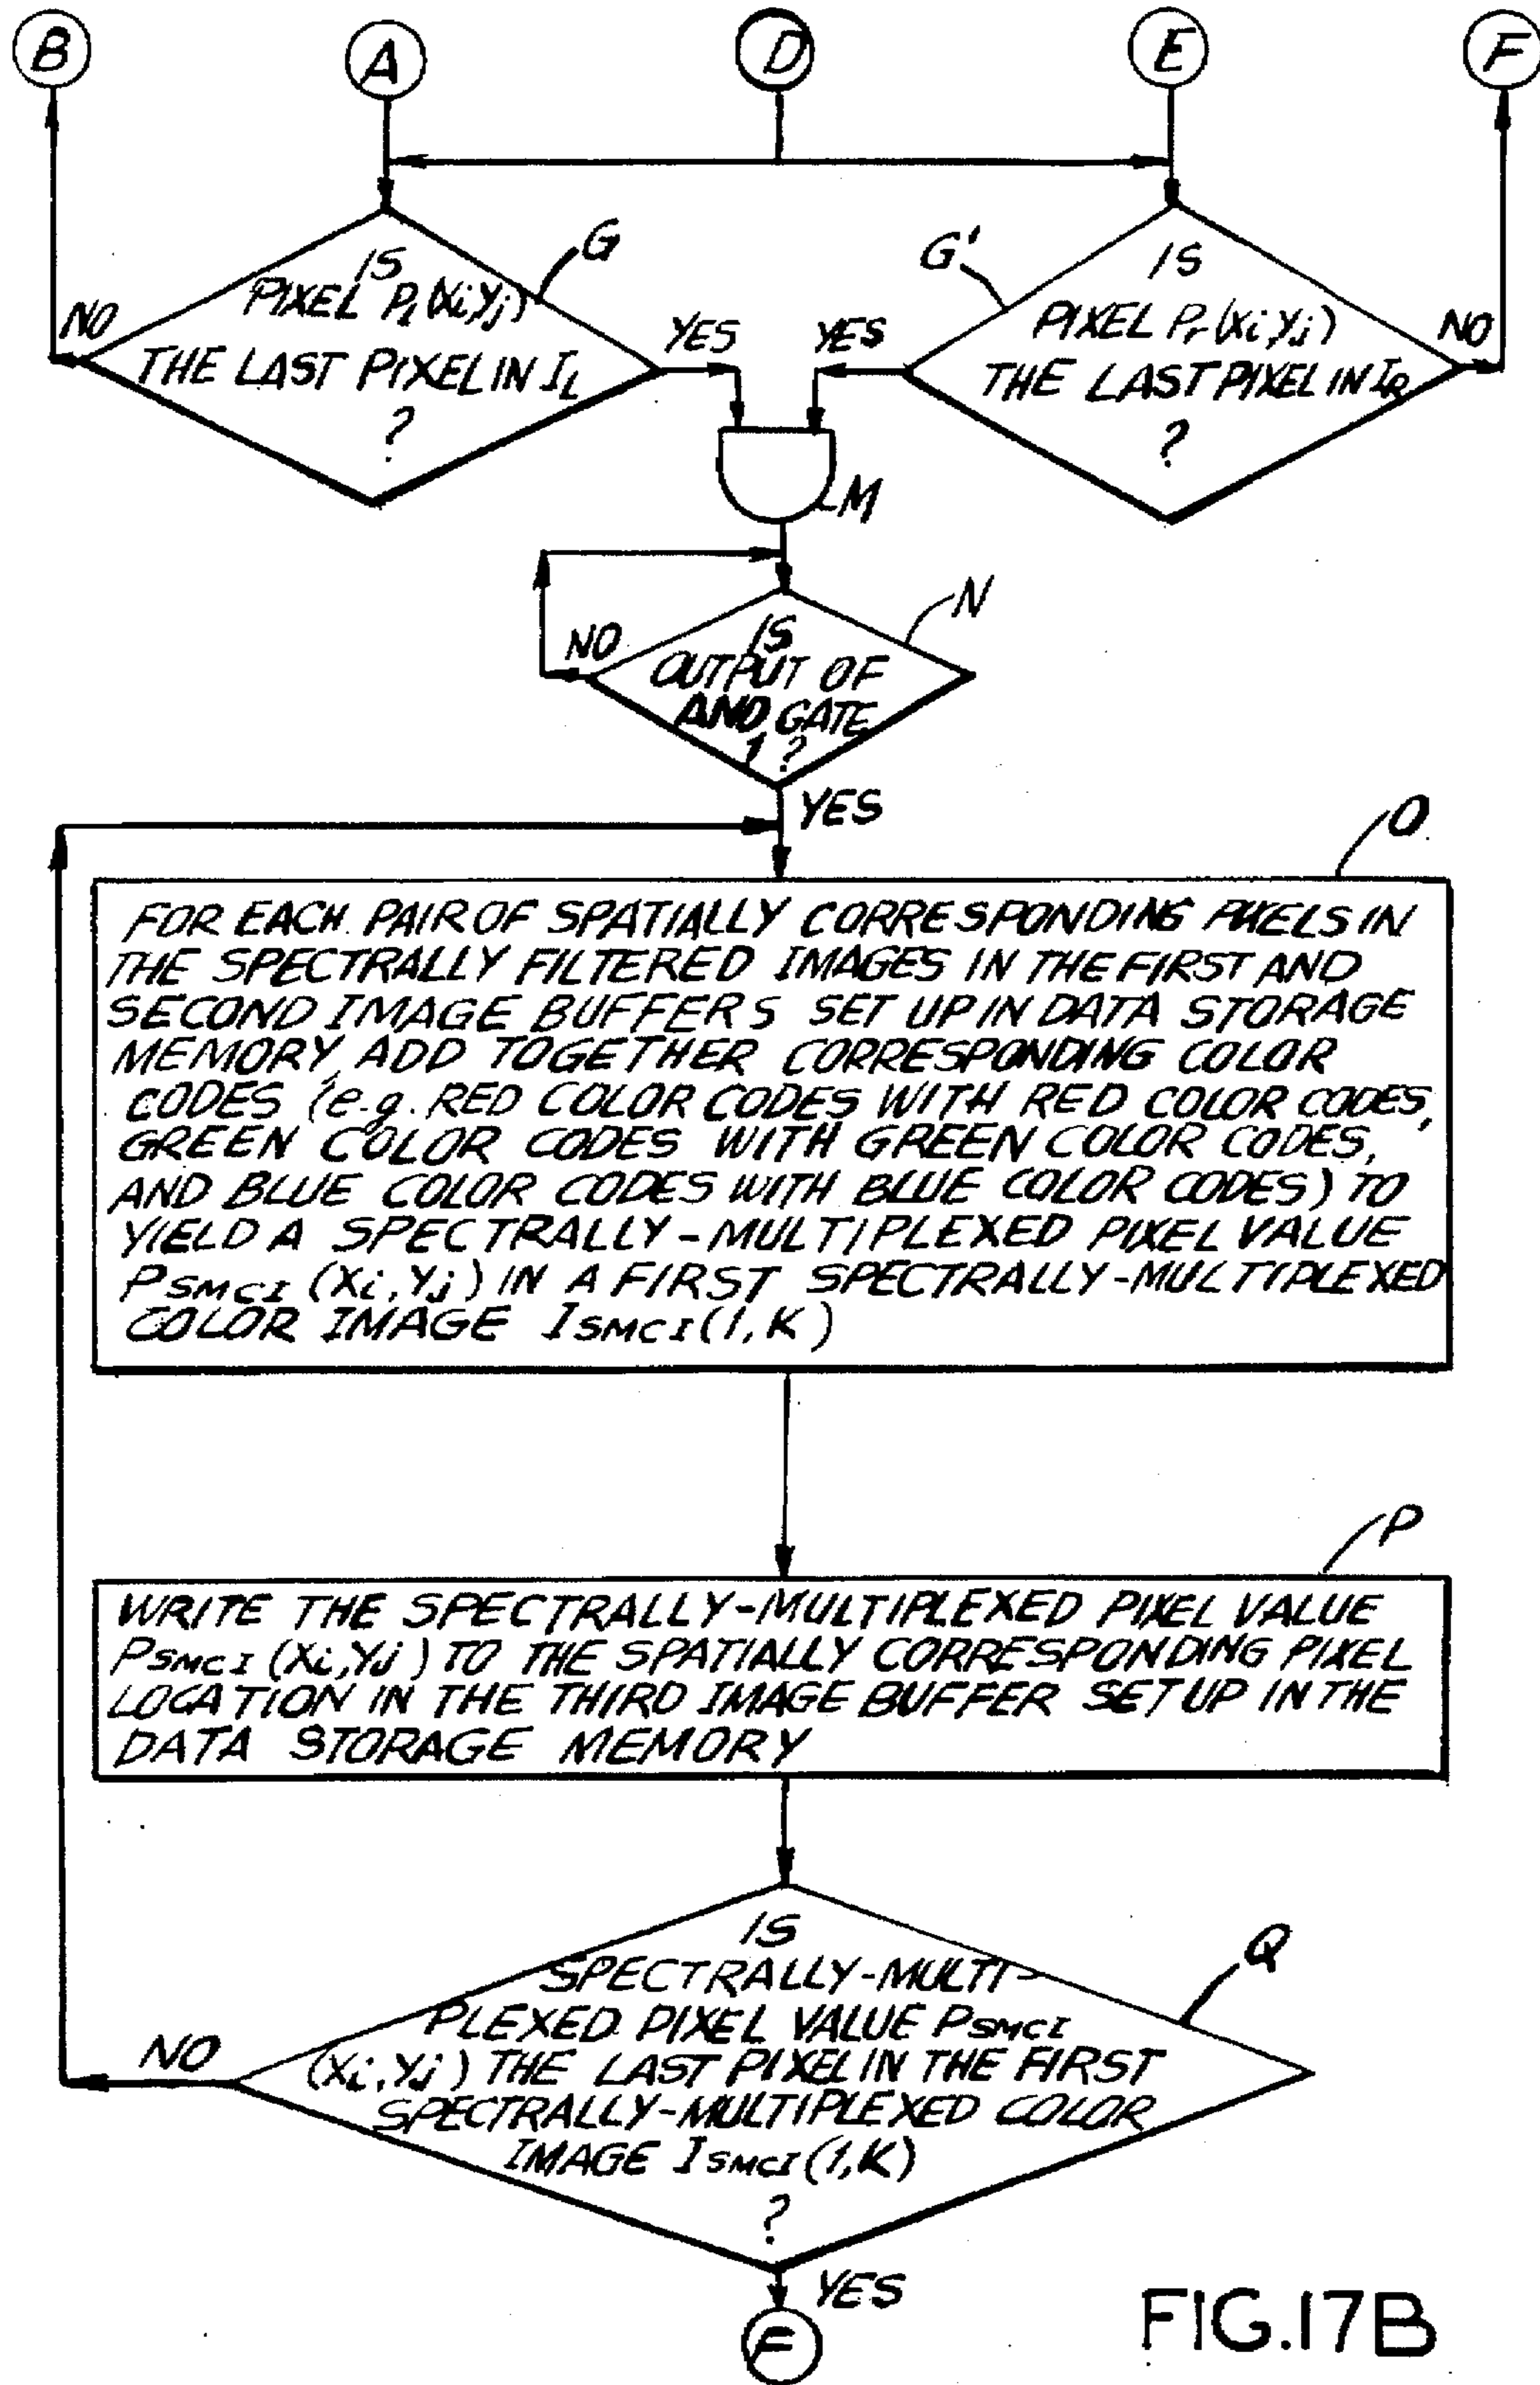 B A D E F
G G'
IS
PIXEL Pl(Xi,Yj)
THE LAST PIXEL IN IL
?
NO
YES
IS
PIXEL Pr(Xi,Yj)
THE LAST PIXEL IN IR
?
YES
NO
M
N
IS
OUTPUT OF
AND GATE
1?
NO
YES
O
FOR EACH PAIR OF SPATIALLY CORRESPONDING PIXELS IN
THE SPECTRALLY FILTERED IMAGES IN THE FIRST AND
SECOND IMAGE BUFFERS SET UP IN DATA STORAGE
MEMORY, ADD TOGETHER CORRESPONDING COLOR
CODES (e.g. RED COLOR CODES WITH RED COLOR CODES,
GREEN COLOR CODES WITH GREEN COLOR CODES,
AND BLUE COLOR CODES WITH BLUE COLOR CODES) TO
YIELD A SPECTRALLY-MULTIPLEXED PIXEL VALUE
PSMCI (Xi,Yj) IN A FIRST SPECTRALLY-MULTIPLEXED
COLOR IMAGE ISMCI(1,K)
P
WRITE THE SPECTRALLY-MULTIPLEXED PIXEL VALUE
PSMCI (Xi,Yj) TO THE SPATIALLY CORRESPONDING PIXEL
LOCATION IN THE THIRD IMAGE BUFFER SET UP IN THE
DATA STORAGE MEMORY
Q
IS
SPECTRALLY-MULTI-
PLEXED PIXEL VALUE PSMCI
(Xi,Yj) THE LAST PIXEL IN THE FIRST
SPECTRALLY-MULTIPLEXED COLOR
IMAGE ISMCI(1,K)
?
NO
YES
FIG.17B